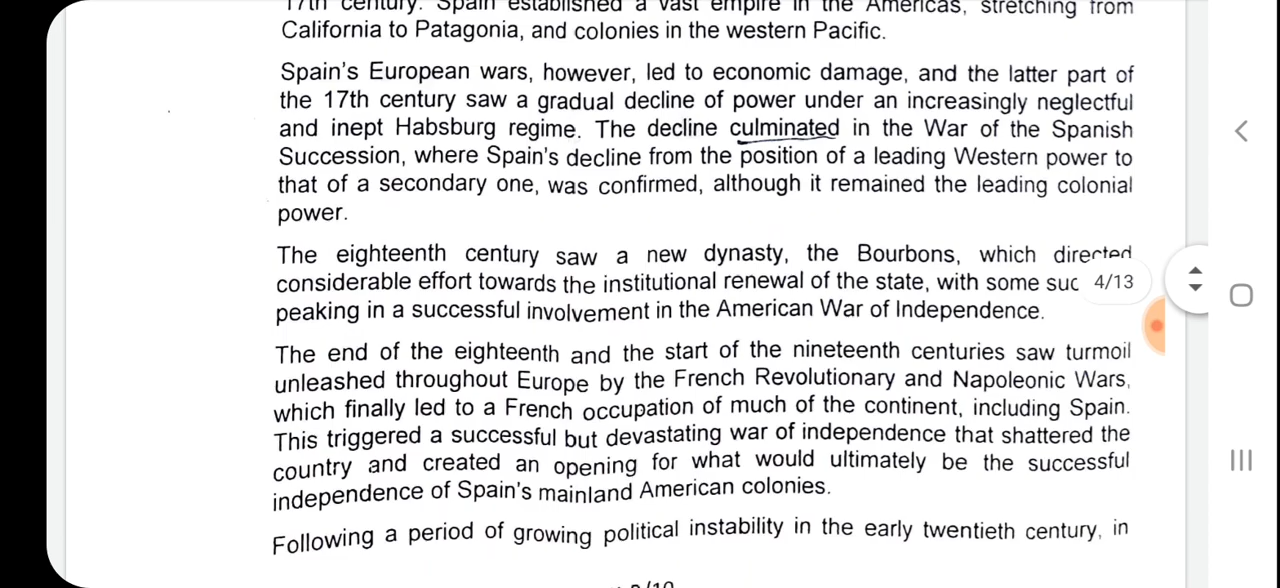 17th century. Spain established a vast empire in the Americas, stretching from
California to Patagonia, and colonies in the western Pacific.
Spain's European wars, however, led to economic damage, and the latter part of
the 17th century saw a gradual decline of power under an increasingly neglectful
and inept Habsburg regime. The decline culminated in the War of the Spanish
Succession, where Spain's decline from the position of a leading Western power to
that of a secondary one, was confirmed, although it remained the leading colonial
power.
The eighteenth century saw a new dynasty, the Bourbons, which directed
considerable effort towards the institutional renewal of the state, with some suc
4/13
peaking in a successful involvement in the American War of Independence.
The end of the eighteenth and the start of the nineteenth centuries saw turmoil
unleashed throughout Europe by the French Revolutionary and Napoleonic Wars,
which finally led to a French occupation of much of the continent, including Spain.
This triggered a successful but devastating war of independence that shattered the
country and created an opening for what would ultimately be the successful
independence of Spain's mainland American colonies.
Following a period of growing political instability in the early twentieth century, in